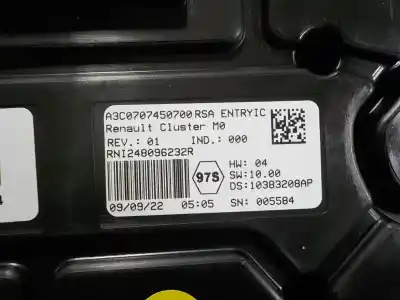 A3C0707450700 RSA ENTRYIC
Renault Cluster M0
REV.: 01 IND.: 000
RNI248096232R
97S
HW: 04
SW:10.00
DS:10383208AP
09/09/22 05:05 SN: 005584
4